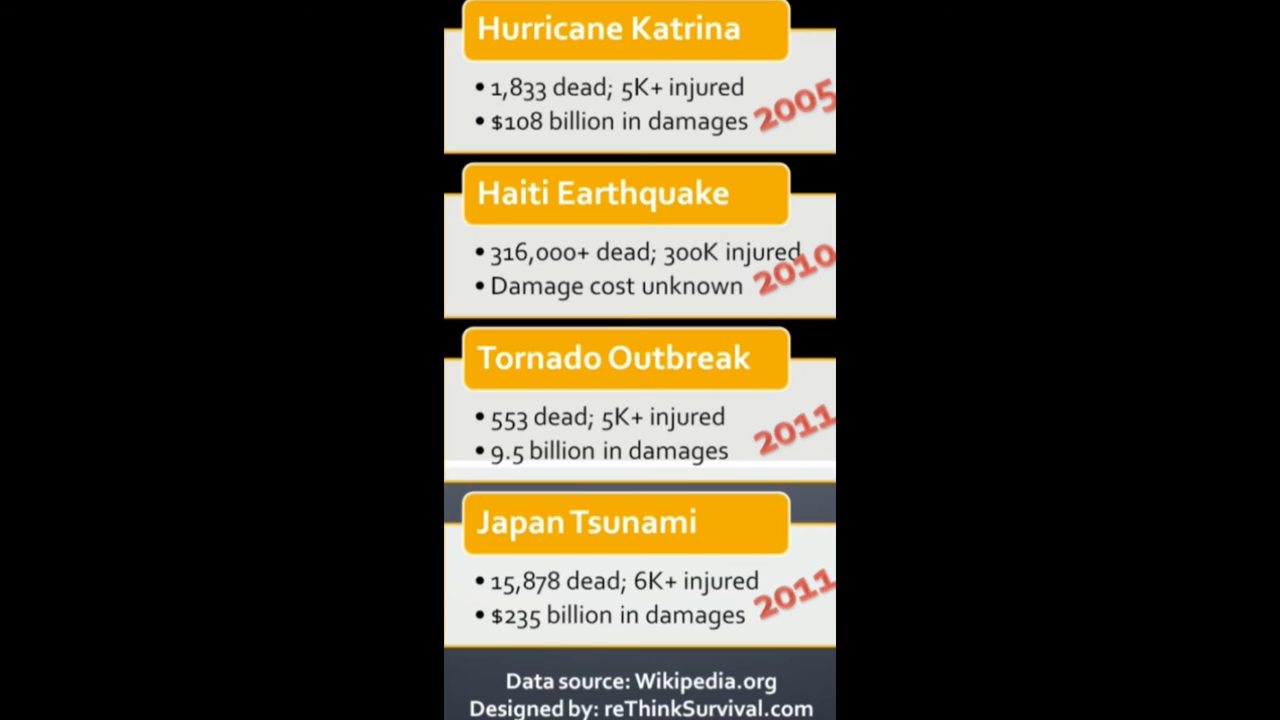 Hurricane Katrina
• 1,833 dead; 5K+ injured
• $108 billion in damages
2005
Haiti Earthquake
• 316,000+ dead; 300K injured
• Damage cost unknown
2010
Tornado Outbreak
• 553 dead; 5K+ injured
• 9.5 billion in damages
2011
Japan Tsunami
• 15,878 dead; 6K+ injured
• $235 billion in damages
2011
Data source: Wikipedia.org
Designed by: reThinkSurvival.com